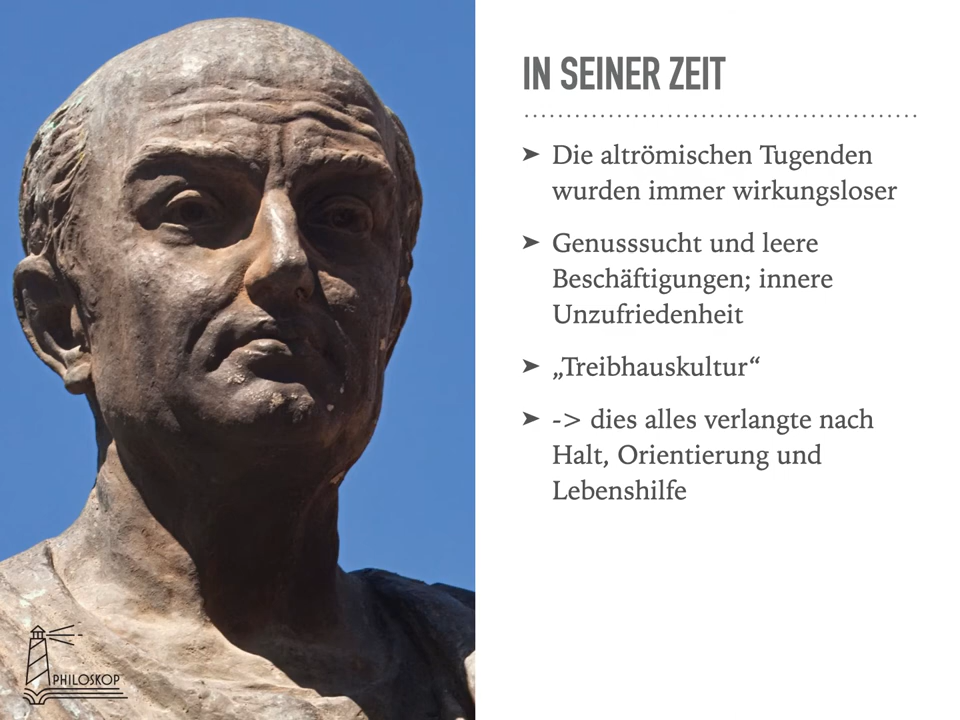 IN SEINER ZEIT
➤ Die altrömischen Tugenden
wurden immer wirkungsloser
➤ Genusssucht und leere
Beschäftigungen; innere
Unzufriedenheit
➤ „Treibhauskultur“
➤ -> dies alles verlangte nach
Halt, Orientierung und
Lebenshilfe
PHILOSKOP